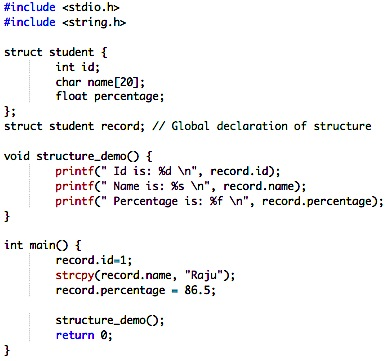 #include <stdio.h>
#include <string.h>
struct student {
int id;
char name[20];
float percentage;
};
struct student record; // Global declaration of structure
void structure_demo() {
printf(" Id is: %d \n", record.id);
printf(" Name is: %s \n", record.name);
printf(" Percentage is: %f \n", record.percentage);
}
int main() {
record.id=1;
strcpy(record.name, "Raju");
record.percentage = 86.5;
structure_demo();
return 0;
}